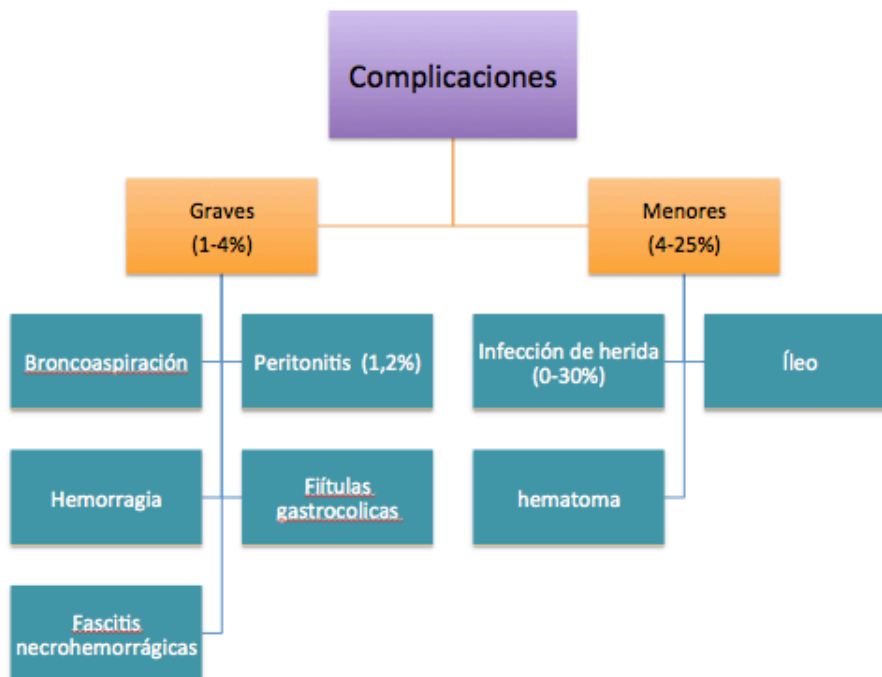 Complicaciones
Graves
(1-4%)
Menores
(4-25%)
Broncoaspiración
Peritonitis (1,2%)
Infección de herida
(0-30%)
Íleo
Hemorragia
Fiítulas
gastrocolicas
hematoma
Fascitis
necrohemorrágicas